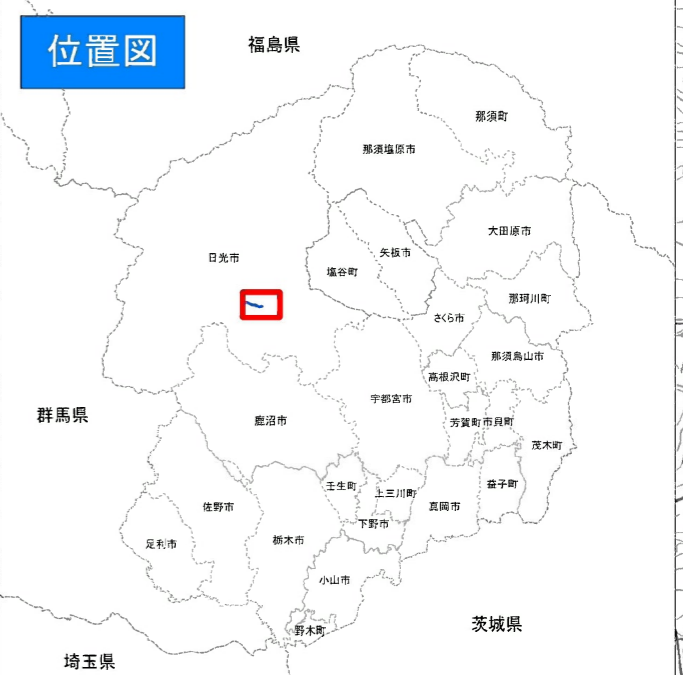 位置図
福島県
那須町
那須塩原市
大田原市
矢板市
日光市
塩谷町
那珂川町
さくら市
那須烏山市
高根沢町
宇都宮市
群馬県
鹿沼市
芳賀町
市貝町
茂木町
壬生町
益子町
上三川町
佐野市
真岡市
下野市
栃木市
足利市
小山市
茨城県
野木町
埼玉県